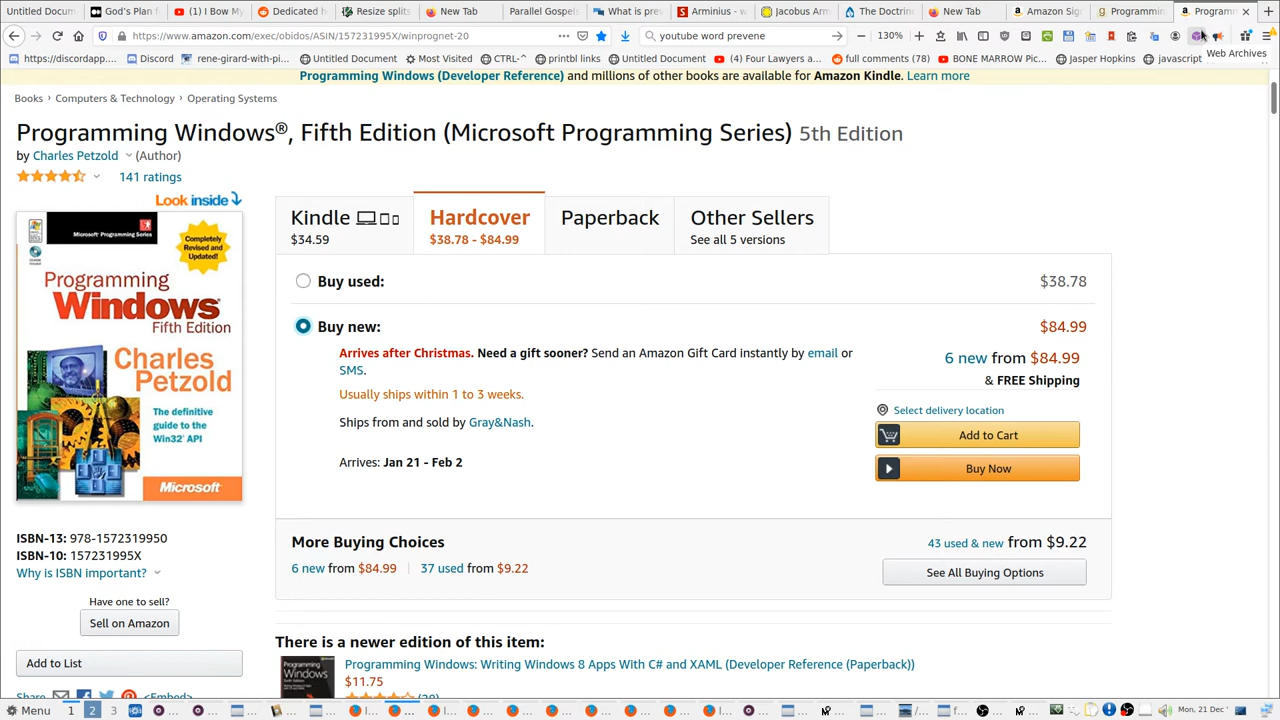 Untitled Docum
God's Plan f
(1) I Bow My
Dedicated h
Resize splits
New Tab
Parallel Gospels
What is prev
Arminius - w
Jacobus Arm
The Doctrin
New Tab
Amazon Sig
Programmin
Program
https://www.amazon.com/exec/obidos/ASIN/157231995X/winprognet-20
youtube word prevene
130%
https://discordapp....
Discord
rene-girard-with-pi...
Untitled Document
Most Visited
CTRL-^
printbl links
Untitled Document
(4) Four Lawyers a...
full comments (78)
BONE MARROW Pic...
Jasper Hopkins
javascript
Web Archives
Programming Windows (Developer Reference) and millions of other books are available for Amazon Kindle. Learn more
Books › Computers & Technology › Operating Systems
Programming Windows®, Fifth Edition (Microsoft Programming Series) 5th Edition
by Charles Petzold (Author)
141 ratings
Look inside
Microsoft Programming Series
Completely
Revised and
Updated!
Programming
Windows
Fifth Edition
Charles
Petzold
The definitive
guide to the
Win32 API
Microsoft
ISBN-13: 978-1572319950
ISBN-10: 157231995X
Why is ISBN important?
Have one to sell?
Sell on Amazon
Add to List
Share
<Embed>
Kindle
$34.59
Hardcover
$38.78 - $84.99
Paperback
Other Sellers
See all 5 versions
Buy used:
$38.78
Buy new:
$84.99
Arrives after Christmas. Need a gift sooner? Send an Amazon Gift Card instantly by email or
SMS.
6 new from $84.99
& FREE Shipping
Usually ships within 1 to 3 weeks.
Ships from and sold by Gray&Nash.
Select delivery location
Add to Cart
Arrives: Jan 21 - Feb 2
Buy Now
More Buying Choices
43 used & new from $9.22
6 new from $84.99 | 37 used from $9.22
See All Buying Options
There is a newer edition of this item:
Programming
Windows
Programming Windows: Writing Windows 8 Apps With C# and XAML (Developer Reference (Paperback))
$11.75
Menu
1
2
3
Mon, 21 Dec